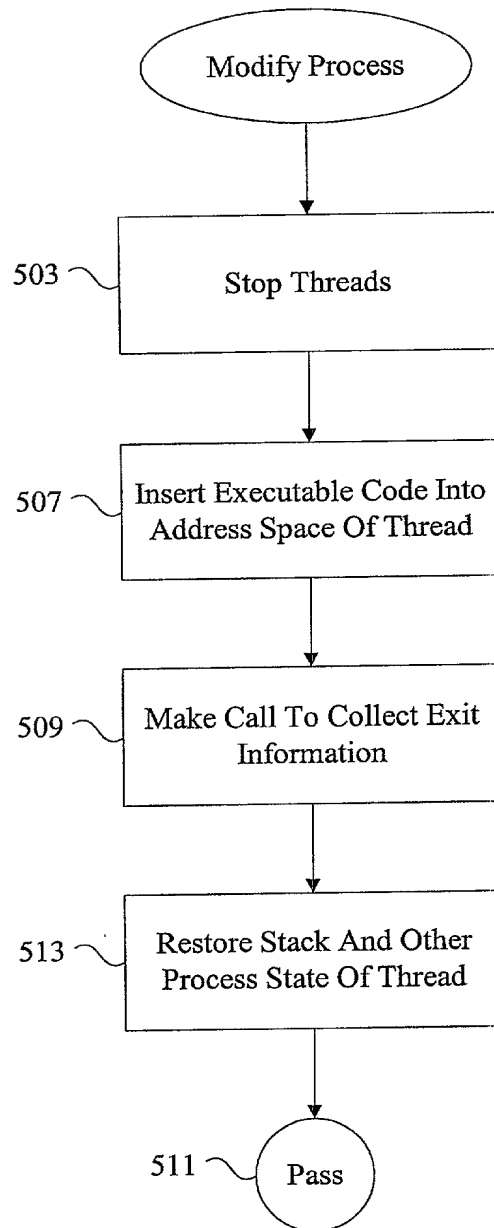 Modify Process
503
Stop Threads
507
Insert Executable Code Into
Address Space Of Thread
509
Make Call To Collect Exit
Information
513
Restore Stack And Other
Process State Of Thread
511
Pass